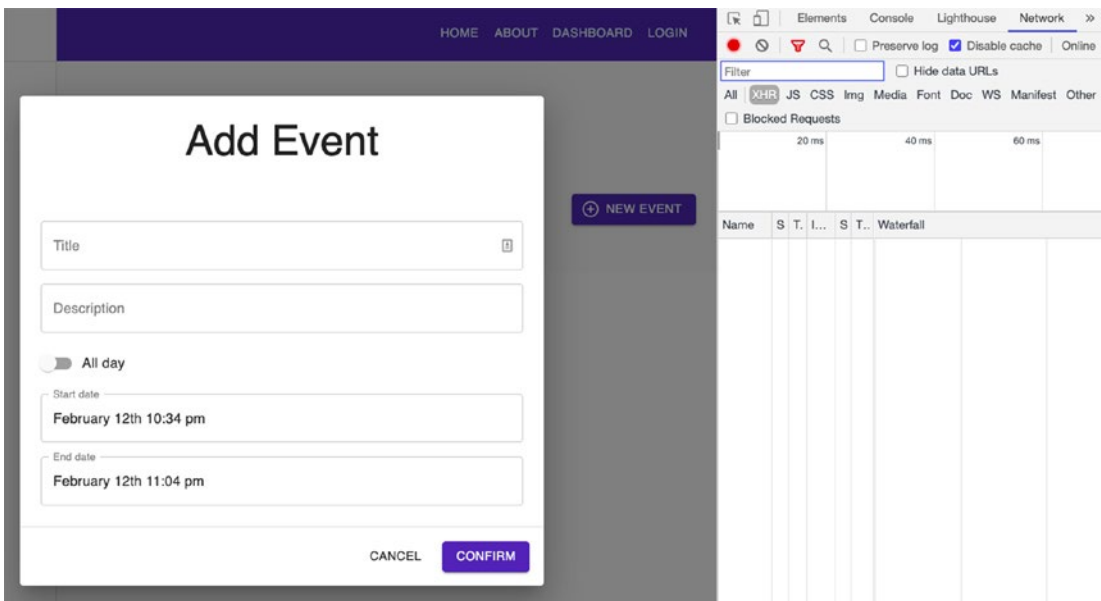 HOME ABOUT DASHBOARD LOGIN
Add Event
NEW EVENT
Title
Description
All day
Start date
February 12th 10:34 pm
End date
February 12th 11:04 pm
CANCEL CONFIRM
Elements Console Lighthouse Network »
Preserve log Disable cache Online
Filter Hide data URLs
All XHR JS CSS Img Media Font Doc WS Manifest Other
Blocked Requests
20 ms 40 ms 60 ms
Name S T. I... S T.. Waterfall